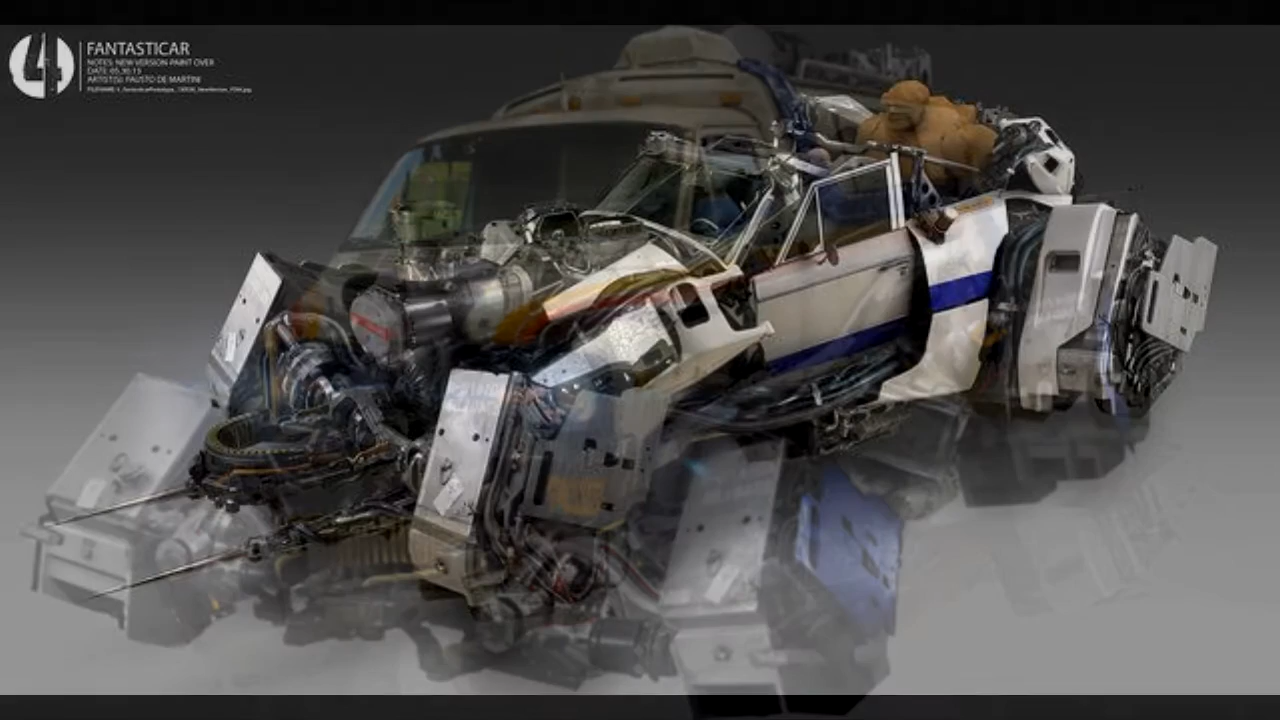 4
FANTASTICAR
NOTES: NEW VERSION PAINT OVER
DATE: 05.30.13
ARTIST(S): FAUSTO DE MARTINI